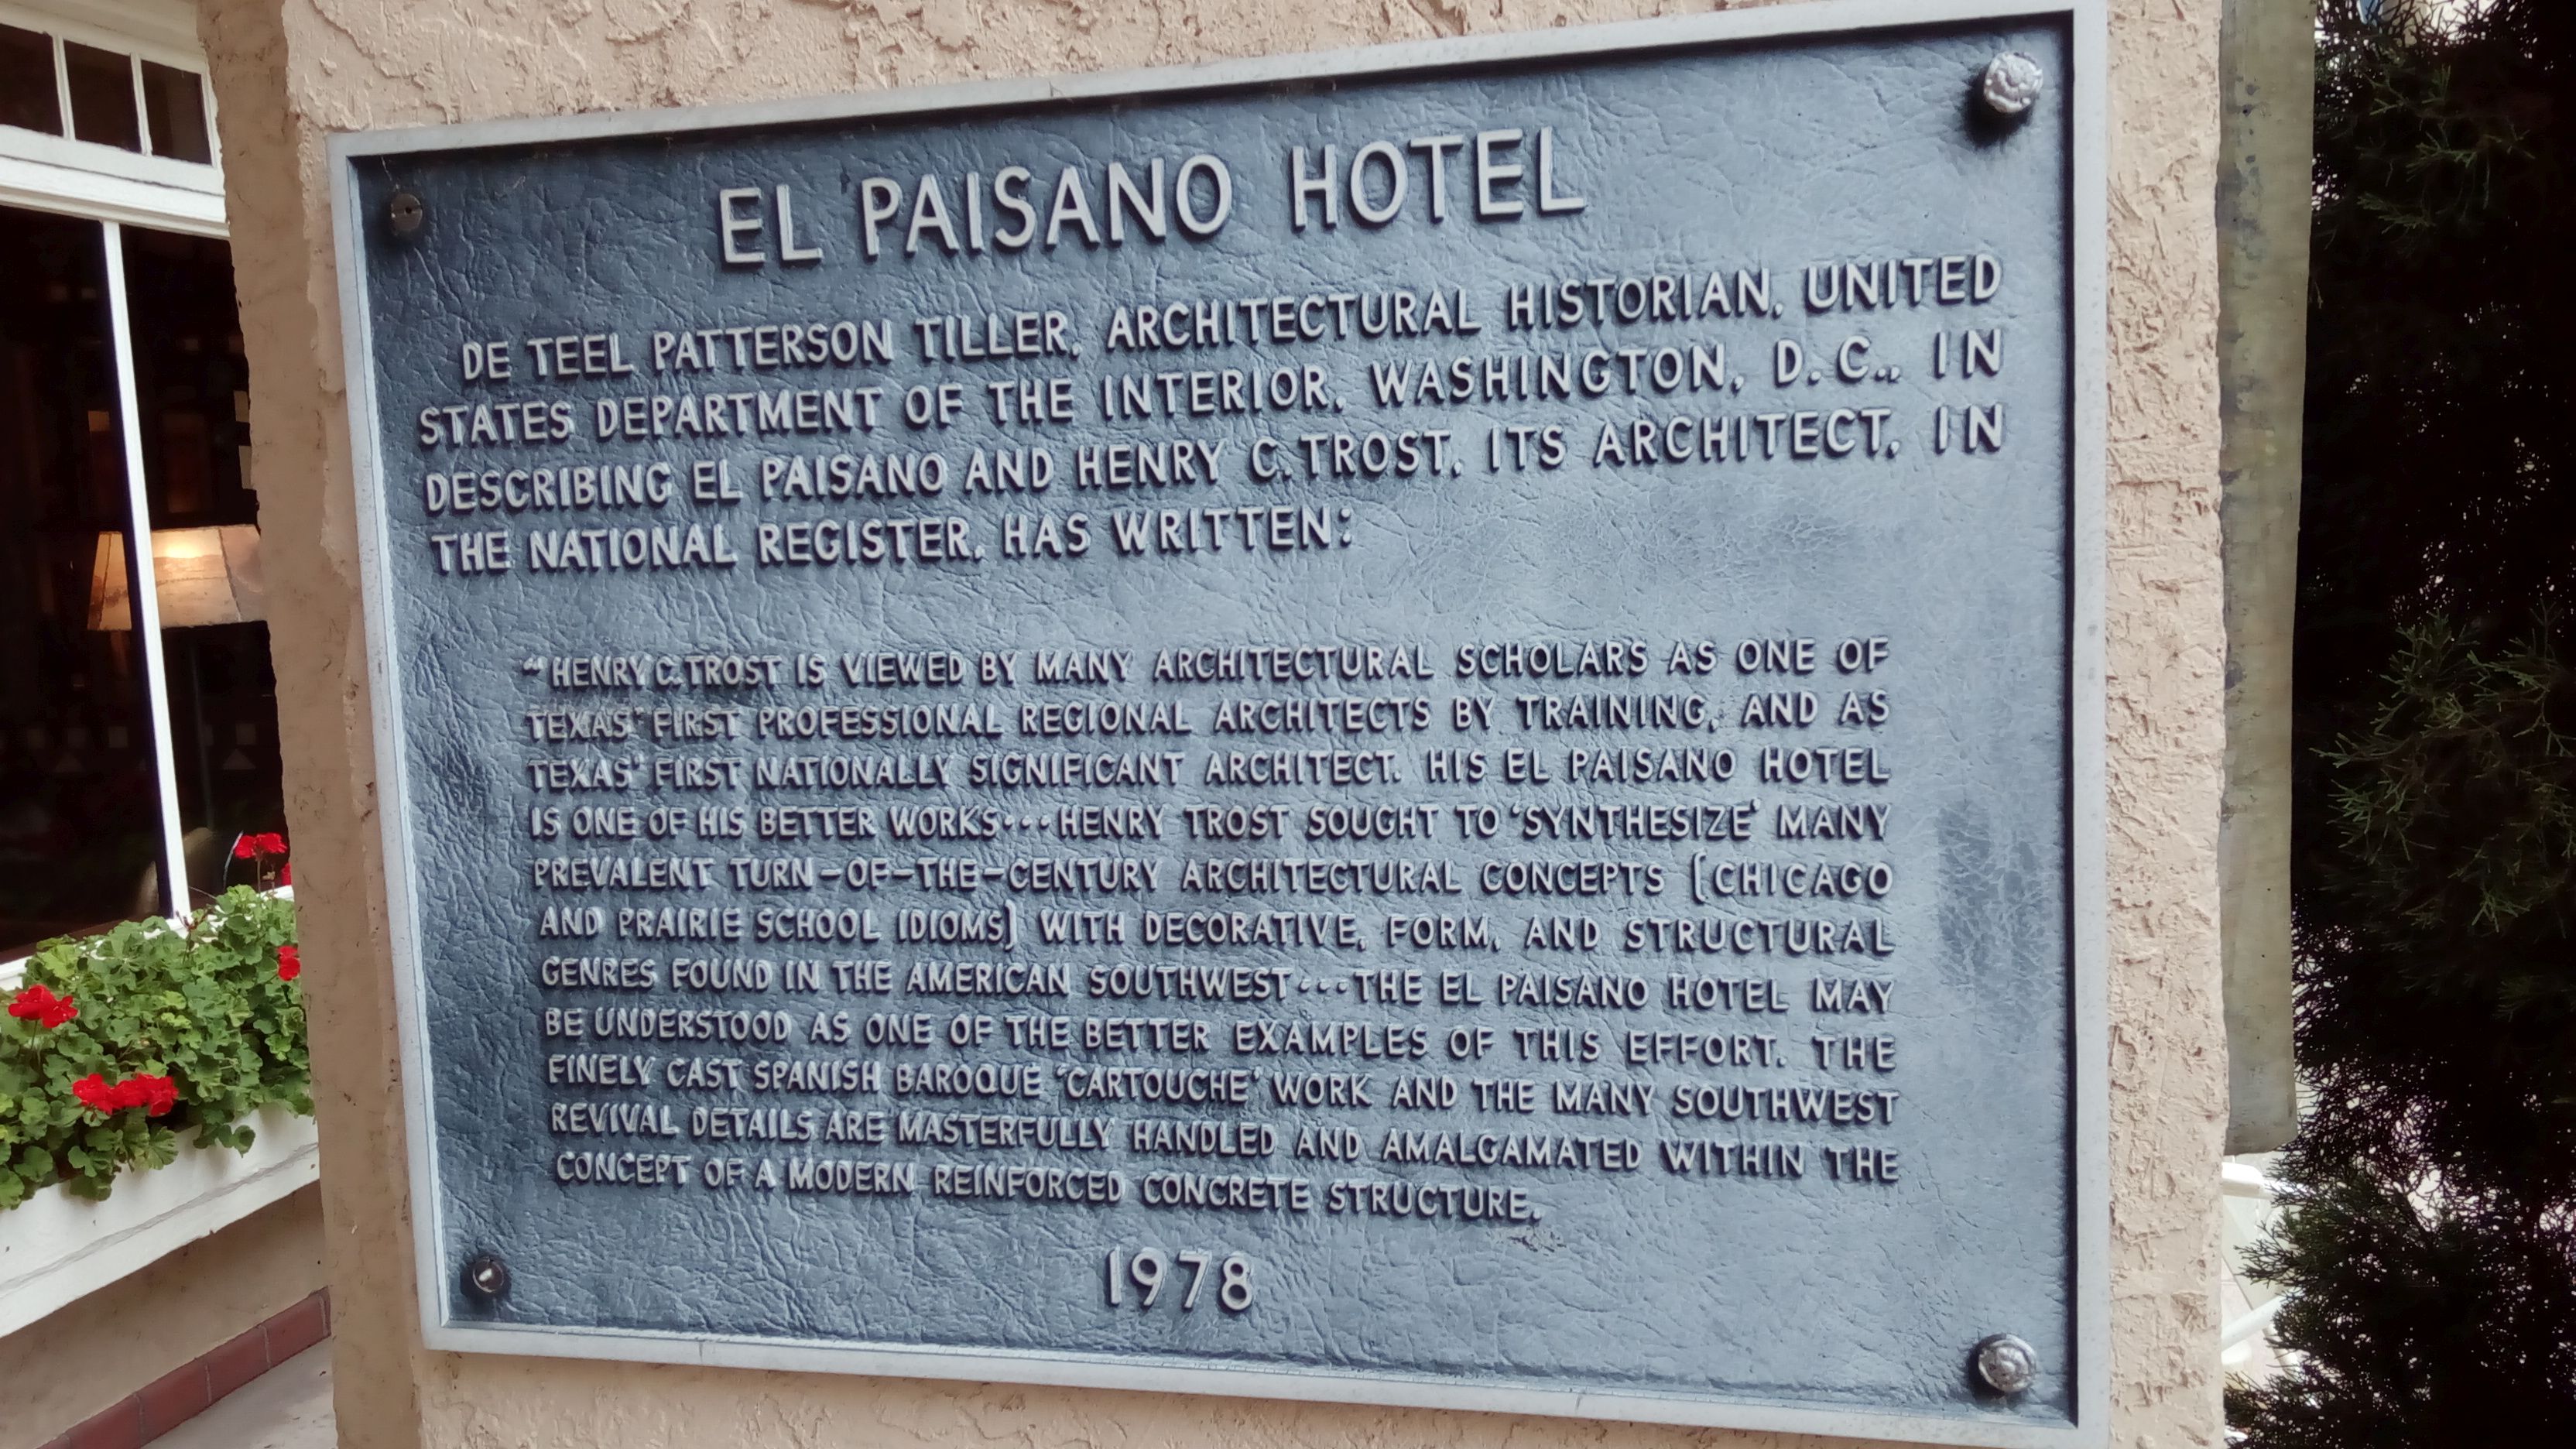 EL PAISANO HOTEL
DE TEEL PATTERSON TILLER, ARCHITECTURAL HISTORIAN, UNITED
STATES DEPARTMENT OF THE INTERIOR, WASHINGTON, D.C., IN
DESCRIBING EL PAISANO AND HENRY C. TROST, ITS ARCHITECT, IN
THE NATIONAL REGISTER, HAS WRITTEN:
"HENRY C. TROST IS VIEWED BY MANY ARCHITECTURAL SCHOLARS AS ONE OF
TEXAS' FIRST PROFESSIONAL REGIONAL ARCHITECTS BY TRAINING, AND AS
TEXAS' FIRST NATIONALLY SIGNIFICANT ARCHITECT. HIS EL PAISANO HOTEL
IS ONE OF HIS BETTER WORKS...HENRY TROST SOUGHT TO 'SYNTHESIZE' MANY
PREVALENT TURN-OF-THE-CENTURY ARCHITECTURAL CONCEPTS (CHICAGO
AND PRAIRIE SCHOOL IDIOMS) WITH DECORATIVE, FORM, AND STRUCTURAL
GENRES FOUND IN THE AMERICAN SOUTHWEST...THE EL PAISANO HOTEL MAY
BE UNDERSTOOD AS ONE OF THE BETTER EXAMPLES OF THIS EFFORT. THE
FINELY CAST SPANISH BAROQUE 'CARTOUCHE' WORK AND THE MANY SOUTHWEST
REVIVAL DETAILS ARE MASTERFULLY HANDLED AND AMALGAMATED WITHIN THE
CONCEPT OF A MODERN REINFORCED CONCRETE STRUCTURE.
1978